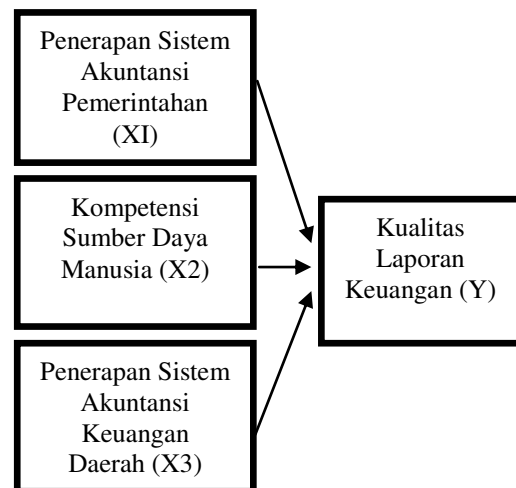 Penerapan Sistem
Akuntansi
Pemerintahan
(XI)
Kompetensi
Sumber Daya
Manusia (X2)
Kualitas
Laporan
Keuangan (Y)
Penerapan Sistem
Akuntansi
Keuangan
Daerah (X3)